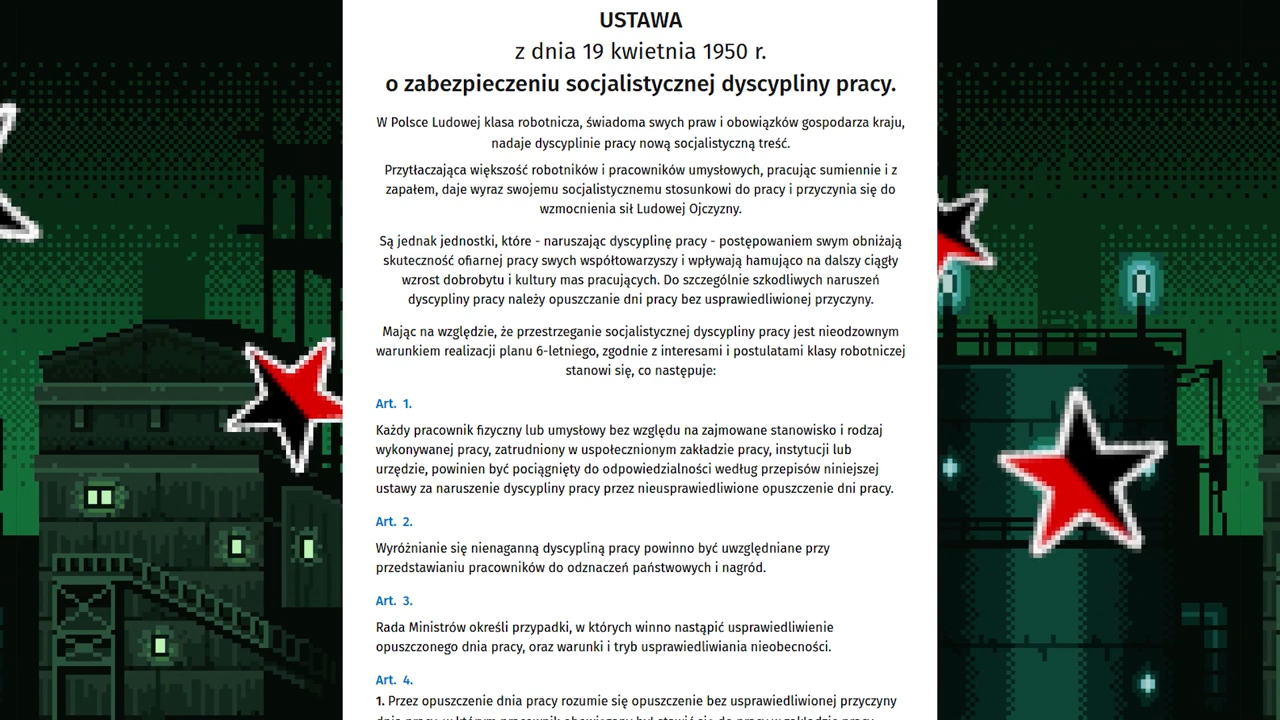 USTAWA
z dnia 19 kwietnia 1950 r.
o zabezpieczeniu socjalistycznej dyscypliny pracy.
W Polsce Ludowej klasa robotnicza, świadoma swych praw i obowiązków gospodarza kraju,
nadaje dyscyplinie pracy nową socjalistyczną treść.
Przytłaczająca większość robotników i pracowników umysłowych, pracując sumiennie i z
zapałem, daje wyraz swojemu socjalistycznemu stosunkowi do pracy i przyczynia się do
wzmocnienia sił Ludowej Ojczyzny.
Są jednak jednostki, które - naruszając dyscyplinę pracy - postępowaniem swym obniżają
skuteczność ofiarnej pracy swych współtowarzyszy i wpływają hamująco na dalszy ciągły
wzrost dobrobytu i kultury mas pracujących. Do szczególnie szkodliwych naruszeń
dyscypliny pracy należy opuszczanie dni pracy bez usprawiedliwionej przyczyny.
Mając na względzie, że przestrzeganie socjalistycznej dyscypliny pracy jest nieodzownym
warunkiem realizacji planu 6-letniego, zgodnie z interesami i postulatami klasy robotniczej
stanowi się, co następuje:
Art. 1.
Każdy pracownik fizyczny lub umysłowy bez względu na zajmowane stanowisko i rodzaj
wykonywanej pracy, zatrudniony w uspołecznionym zakładzie pracy, instytucji lub
urzędzie, powinien być pociągnięty do odpowiedzialności według przepisów niniejszej
ustawy za naruszenie dyscypliny pracy przez nieusprawiedliwione opuszczenie dni pracy.
Art. 2.
Wyróżnianie się nienaganną dyscypliną pracy powinno być uwzględniane przy
przedstawianiu pracowników do odznaczeń państwowych i nagród.
Art. 3.
Rada Ministrów określi przypadki, w których winno nastąpić usprawiedliwienie
opuszczonego dnia pracy, oraz warunki i tryb usprawiedliwiania nieobecności.
Art. 4.
1. Przez opuszczenie dnia pracy rozumie się opuszczenie bez usprawiedliwionej przyczyny